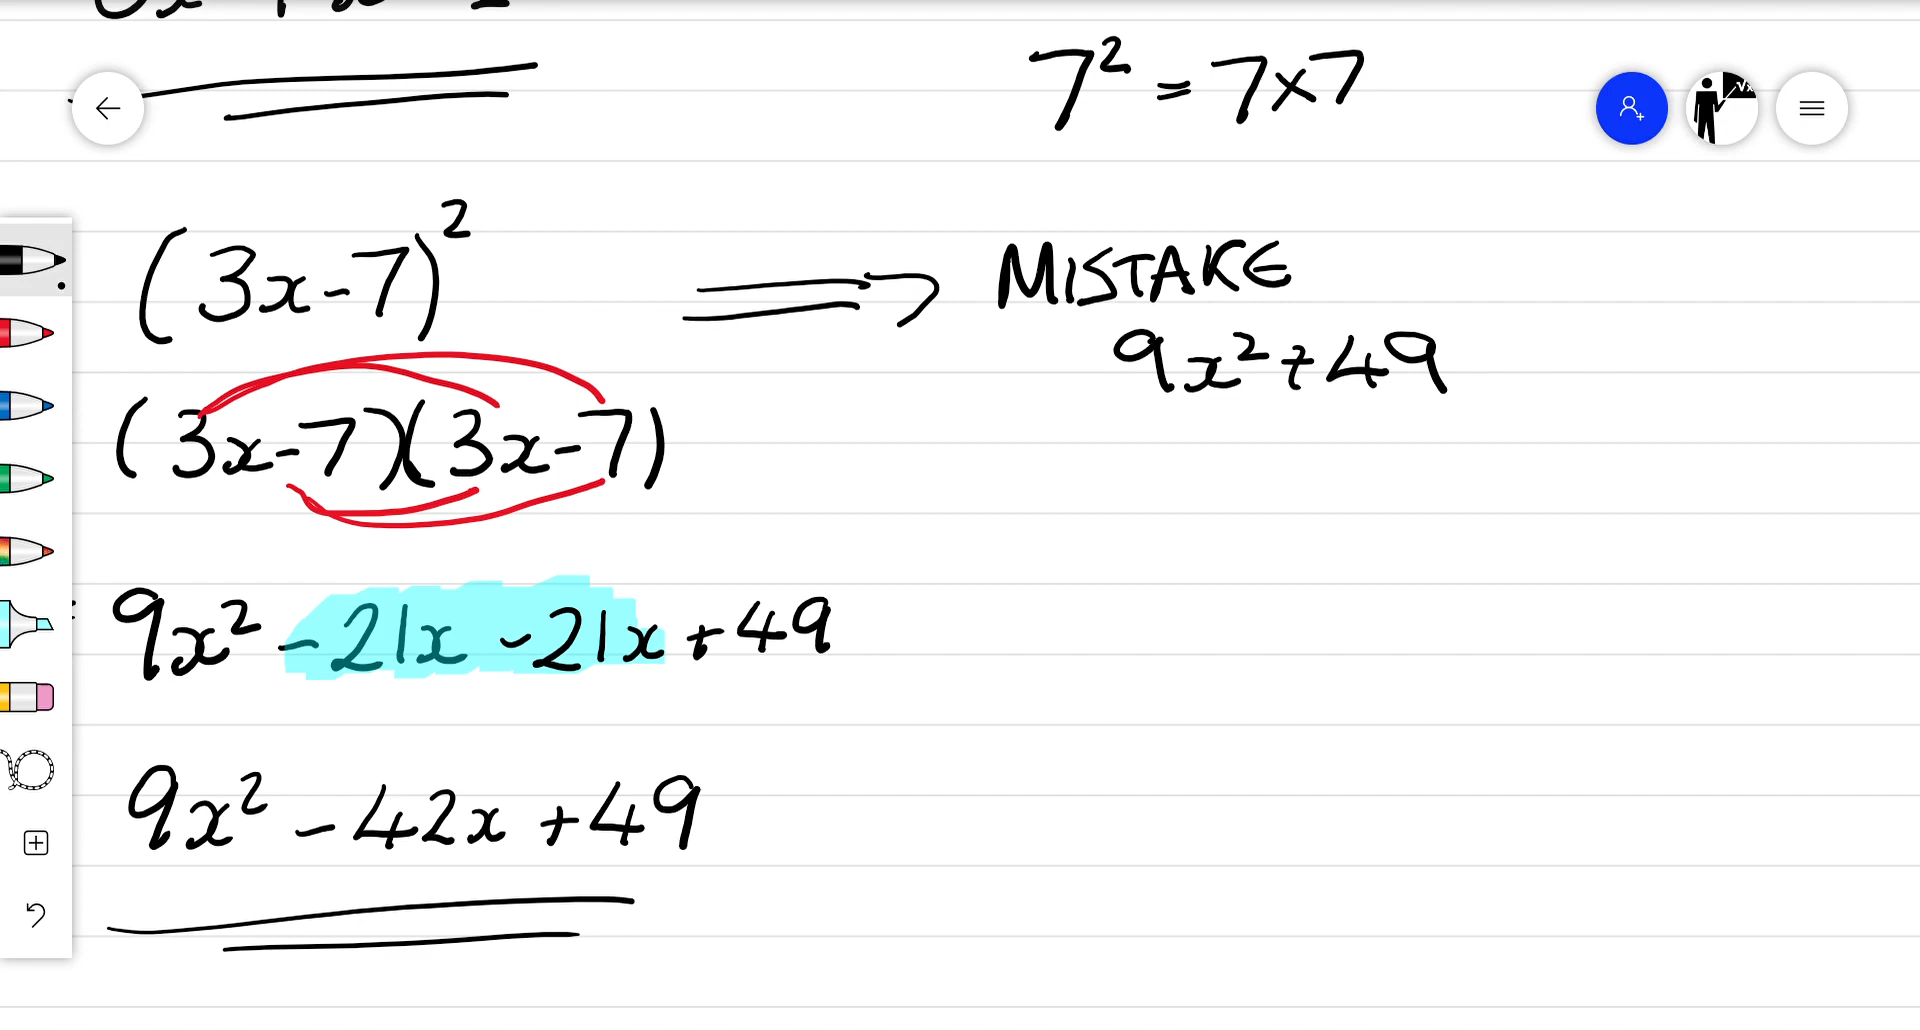 7² = 7×7
(3x-7)²
MISTAKE
9x²+49
(3x-7)(3x-7)
9x² -21x -21x +49
9x² -42x +49